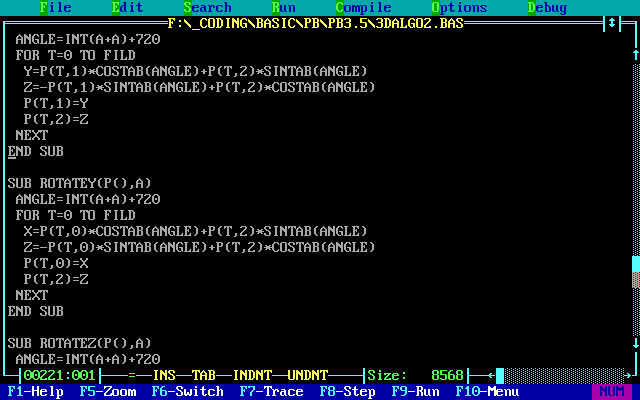 File Edit Search Run Compile Options Debug
F:\_CODING\BASIC\PB\PB3.5\3DALGO2.BAS
ANGLE=INT(A+A)+720
FOR T=0 TO FILD
Y=P(T,1)*COSTAB(ANGLE)+P(T,2)*SINTAB(ANGLE)
Z=-P(T,1)*SINTAB(ANGLE)+P(T,2)*COSTAB(ANGLE)
P(T,1)=Y
P(T,2)=Z
NEXT
END SUB
SUB ROTATEY(P(),A)
ANGLE=INT(A+A)+720
FOR T=0 TO FILD
X=P(T,0)*COSTAB(ANGLE)+P(T,2)*SINTAB(ANGLE)
Z=-P(T,0)*SINTAB(ANGLE)+P(T,2)*COSTAB(ANGLE)
P(T,0)=X
P(T,2)=Z
NEXT
END SUB
SUB ROTATEZ(P(),A)
ANGLE=INT(A+A)+720
00221:001 = INS TAB INDNT UNDNT Size: 8568
F1-Help F5-Zoom F6-Switch F7-Trace F8-Step F9-Run F10-Menu NUM